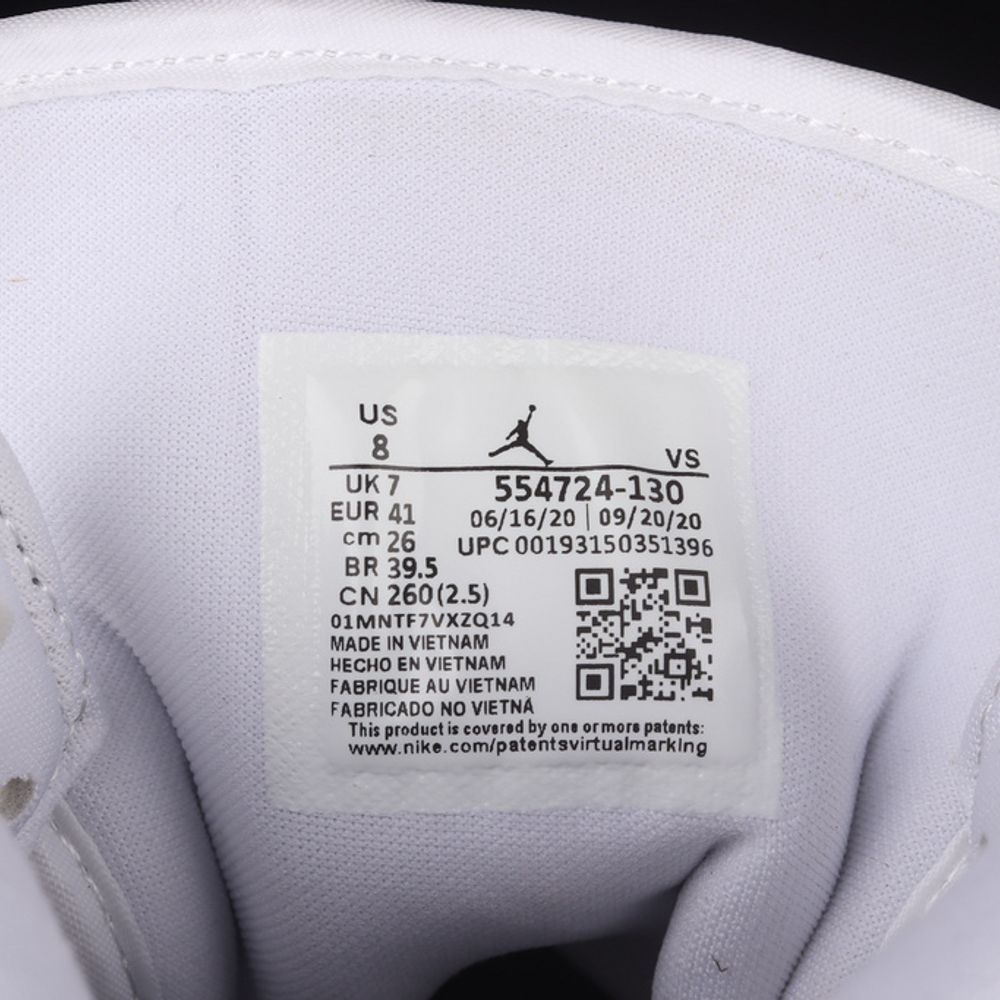 US
8
VS
UK 7
EUR 41
cm 26
BR 39.5
CN 260(2.5)
554724-130
06/16/20 | 09/20/20
UPC 00193150351396
01MNTF7VXZQ14
MADE IN VIETNAM
HECHO EN VIETNAM
FABRIQUE AU VIETNAM
FABRICADO NO VIETNÃ
This product is covered by one or more patents:
www.nike.com/patentsvirtualmarking